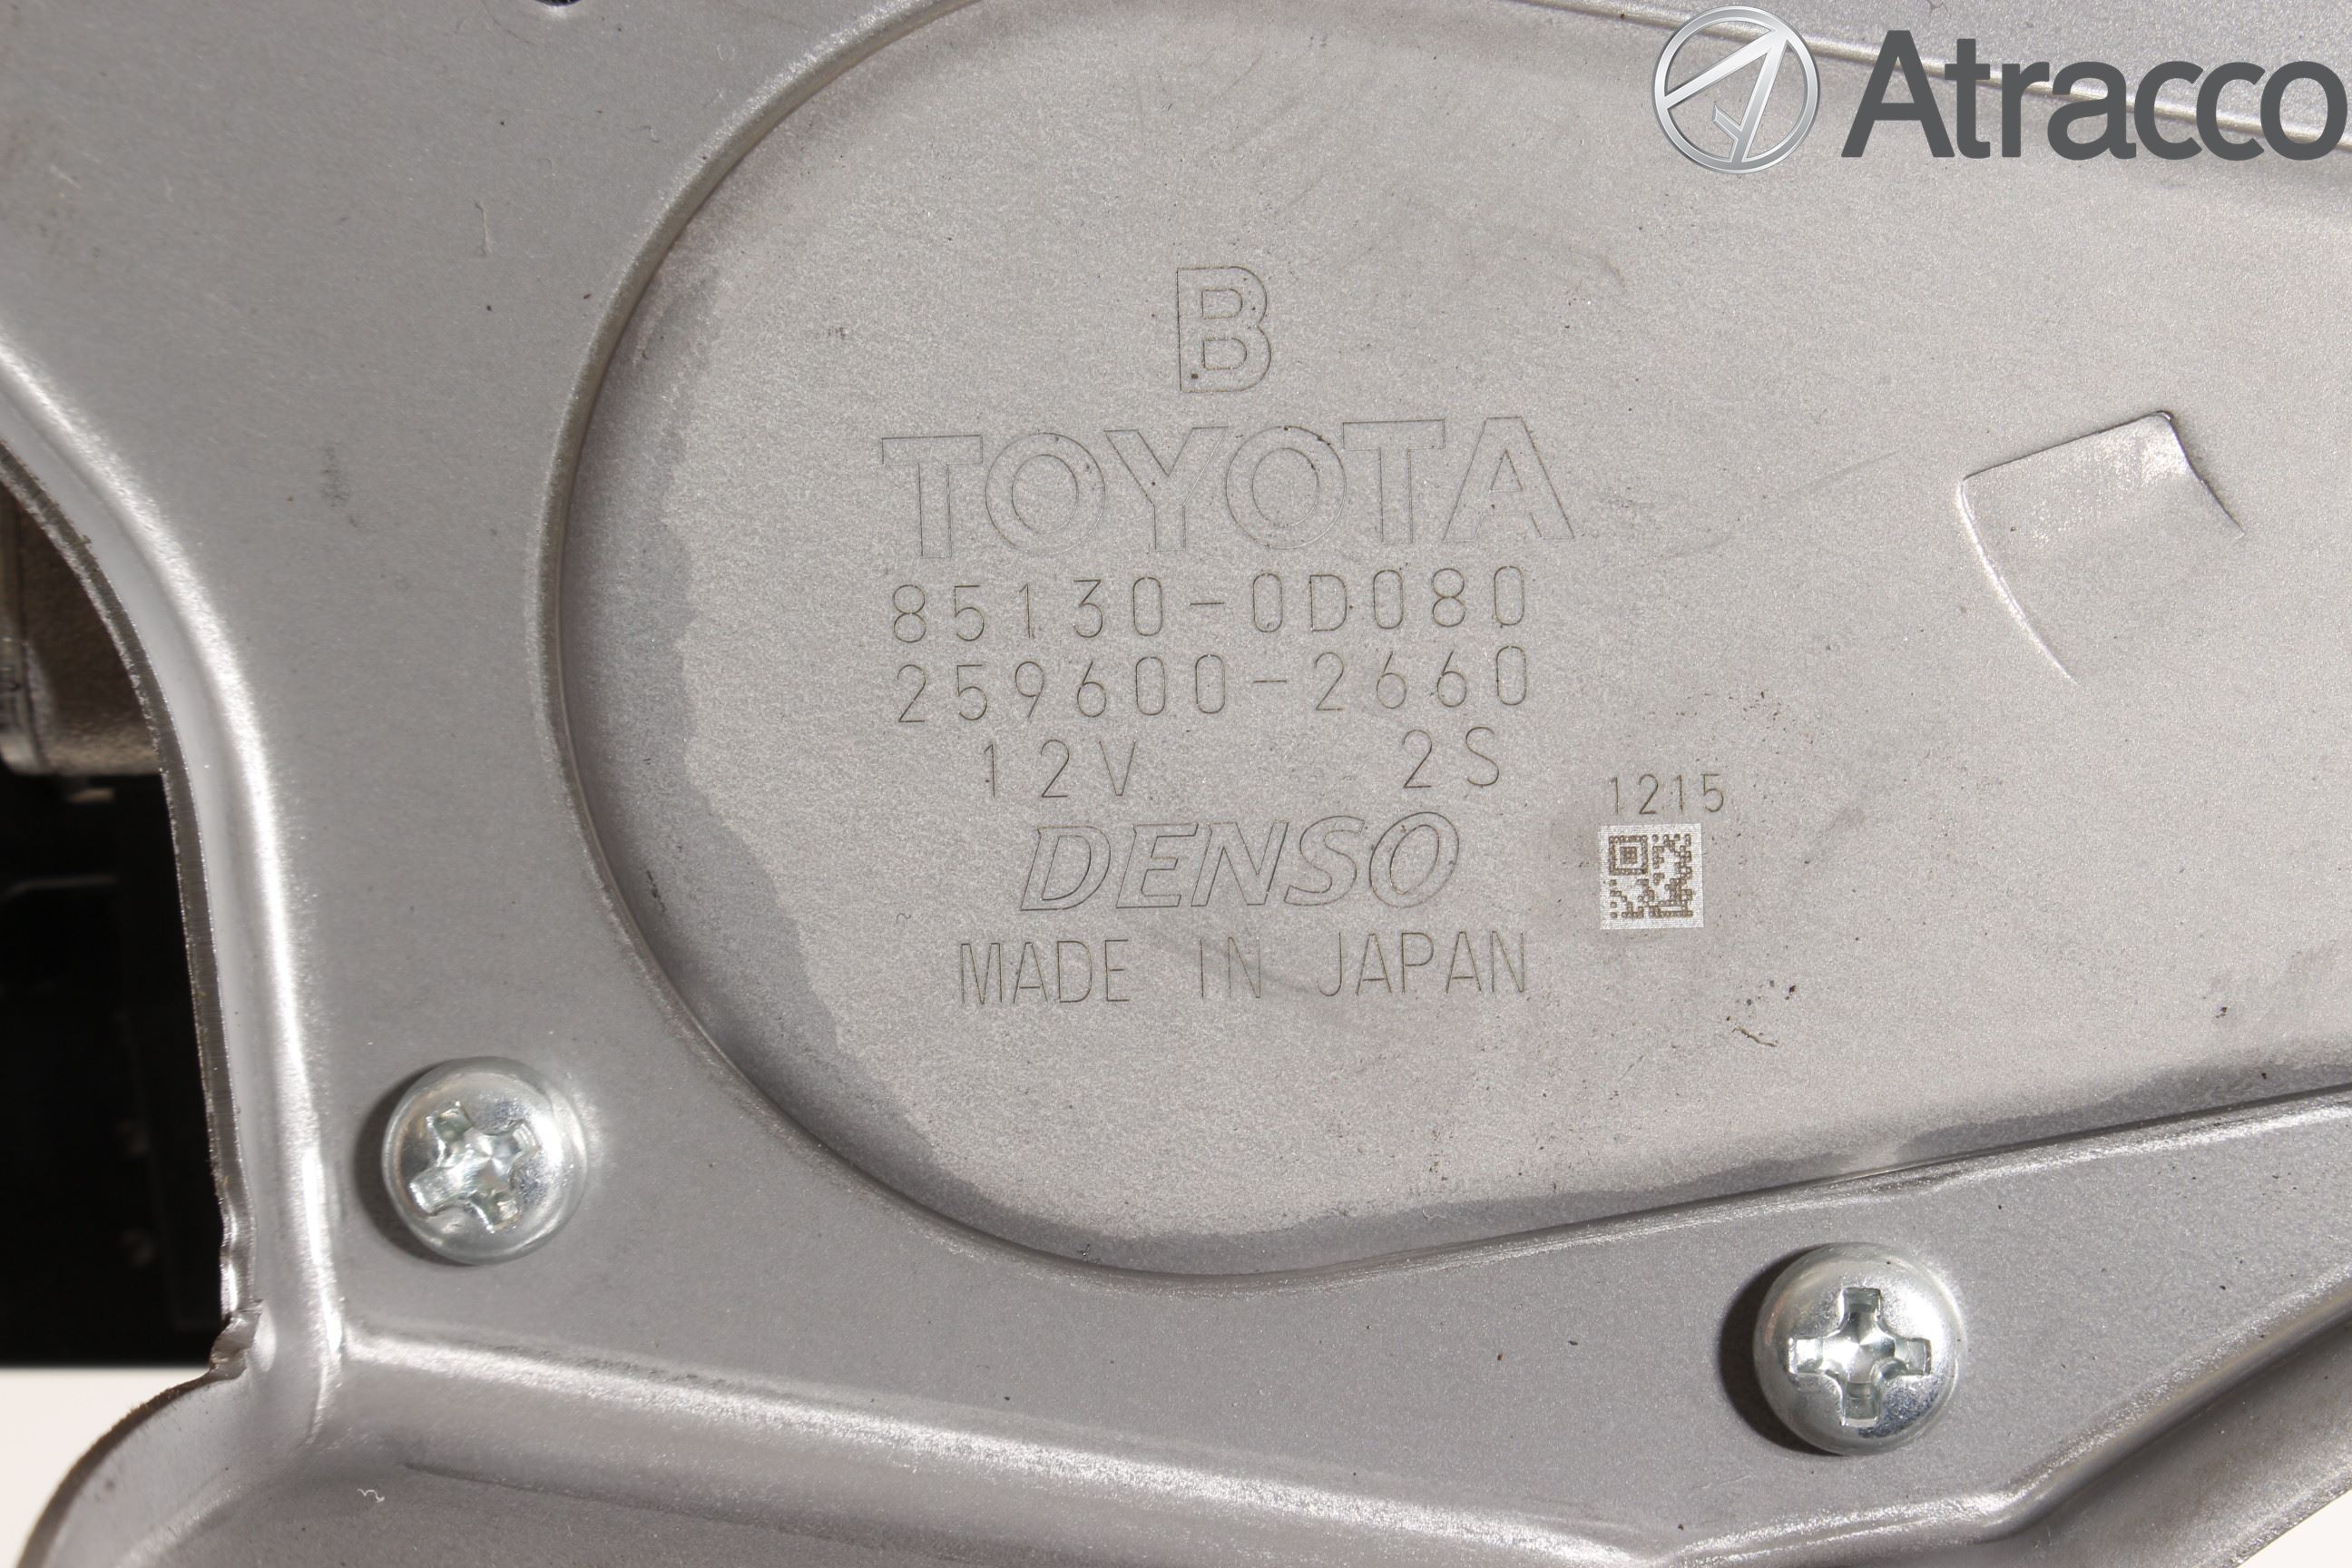 Atracco
B
TOYOTA
85130-0D080
259600-2660
12V 2S
1215
DENSO
MADE IN JAPAN